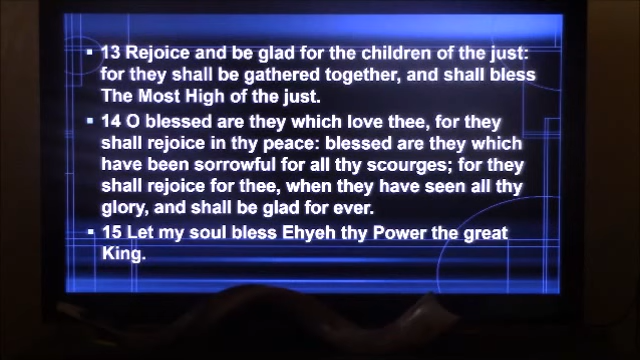 ▪ 13 Rejoice and be glad for the children of the just:
for they shall be gathered together, and shall bless
The Most High of the just.
▪ 14 O blessed are they which love thee, for they
shall rejoice in thy peace: blessed are they which
have been sorrowful for all thy scourges; for they
shall rejoice for thee, when they have seen all thy
glory, and shall be glad for ever.
▪ 15 Let my soul bless Ehyeh thy Power the great
King.